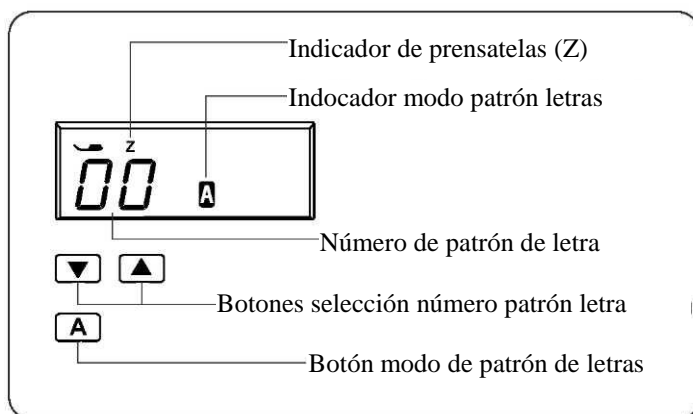 Indicador de prensatelas (Z)
Indocador modo patrón letras
Z
00 A
Número de patrón de letra
▼ ▲
Botones selección número patrón letra
A
Botón modo de patrón de letras